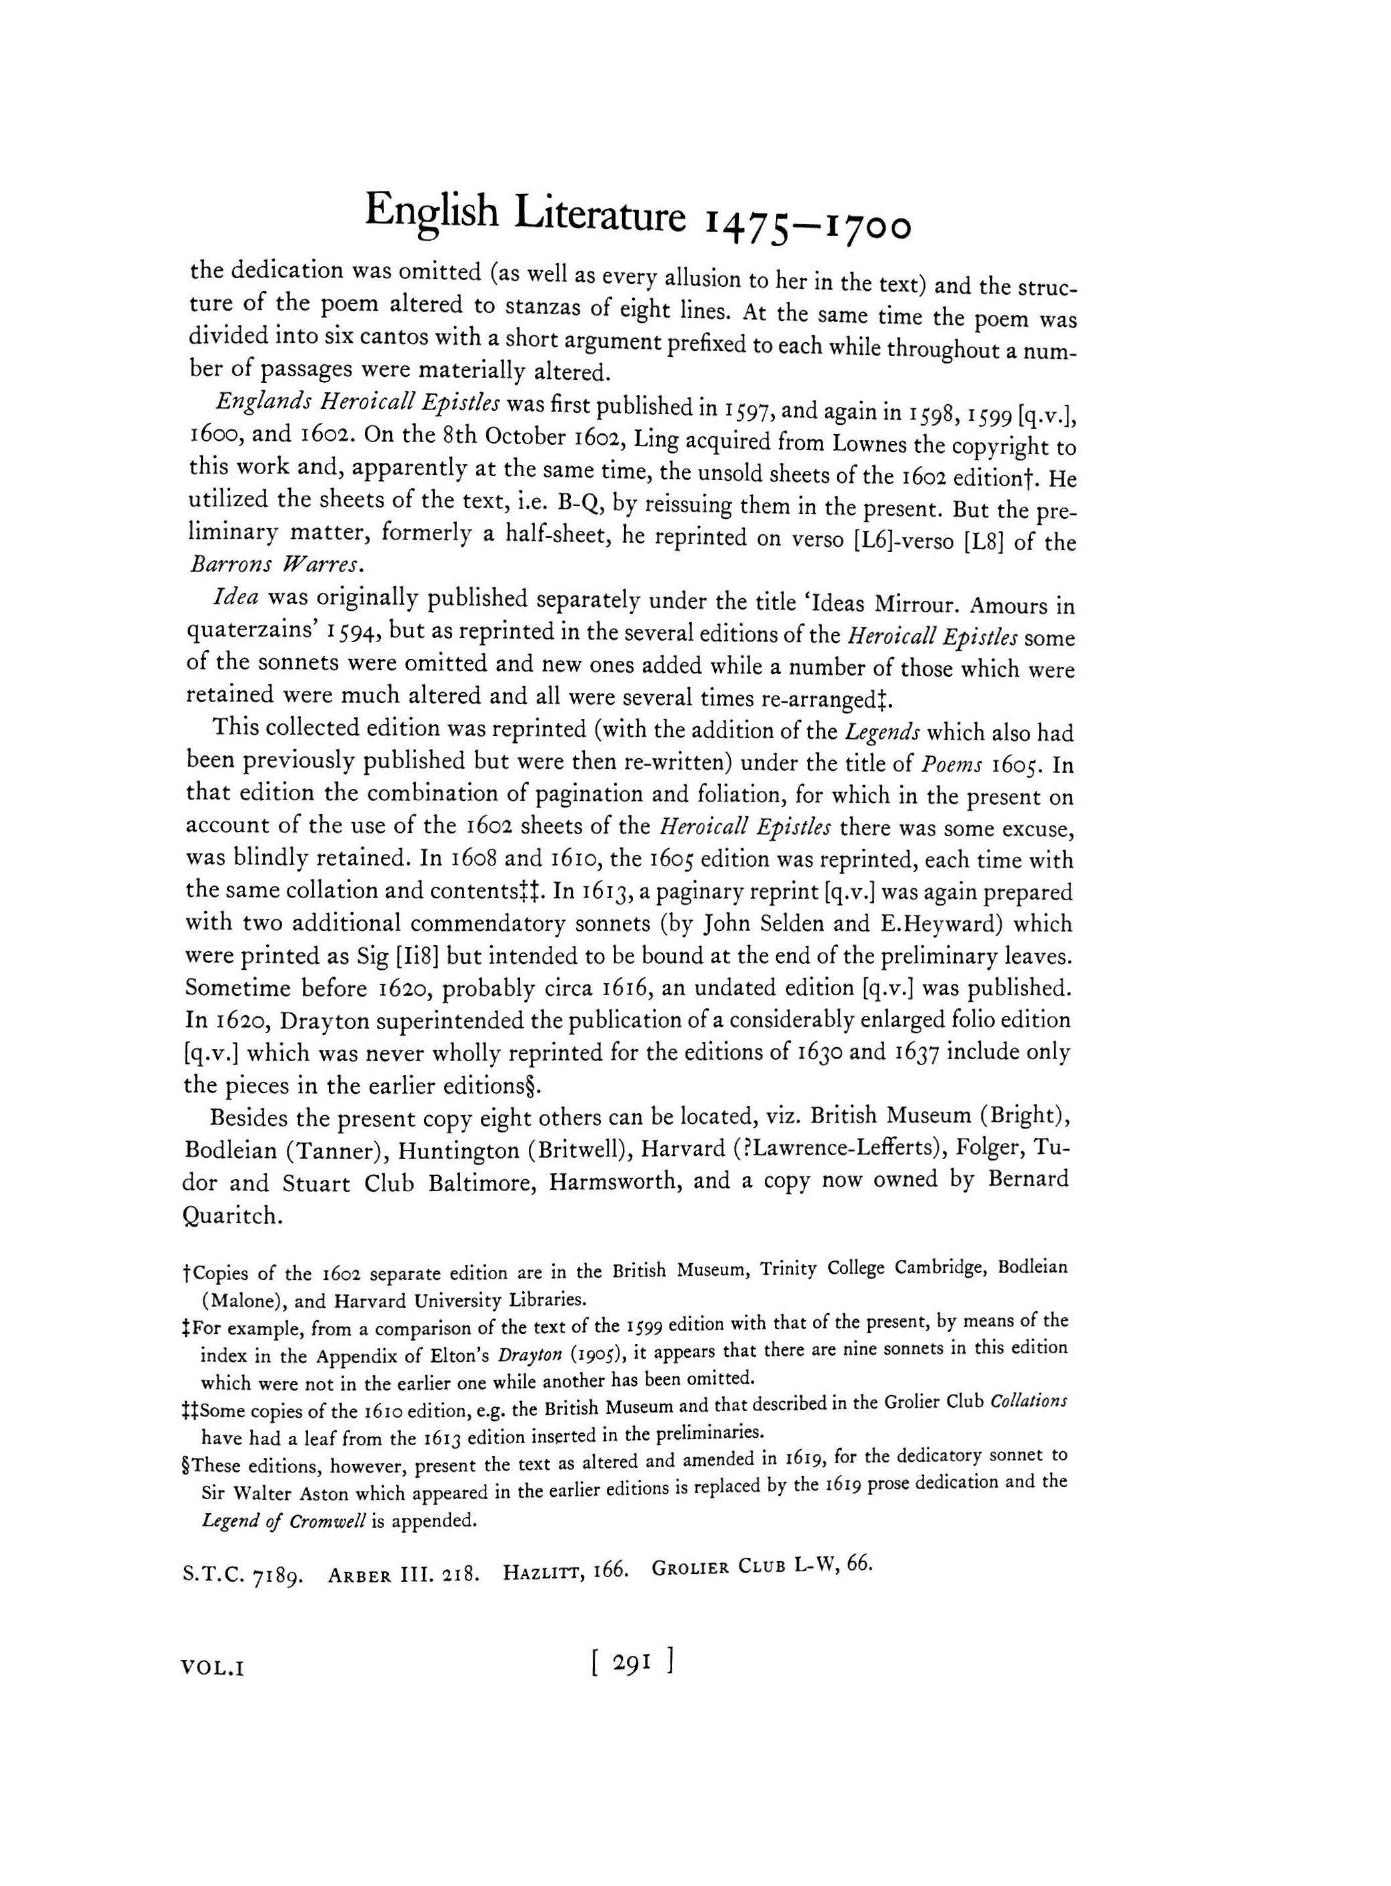 English Literature 1475–1700
the dedication was omitted (as well as every allusion to her in the text) and the struc-
ture of the poem altered to stanzas of eight lines. At the same time the poem was
divided into six cantos with a short argument prefixed to each while throughout a num-
ber of passages were materially altered.
Englands Heroicall Epistles was first published in 1597, and again in 1598, 1599 [q.v.],
1600, and 1602. On the 8th October 1602, Ling acquired from Lownes the copyright to
this work and, apparently at the same time, the unsold sheets of the 1602 edition†. He
utilized the sheets of the text, i.e. B-Q, by reissuing them in the present. But the pre-
liminary matter, formerly a half-sheet, he reprinted on verso [L6]-verso [L8] of the
Barrons Warres.
Idea was originally published separately under the title ‘Ideas Mirrour. Amours in
quaterzains’ 1594, but as reprinted in the several editions of the Heroicall Epistles some
of the sonnets were omitted and new ones added while a number of those which were
retained were much altered and all were several times re-arranged‡.
This collected edition was reprinted (with the addition of the Legends which also had
been previously published but were then re-written) under the title of Poems 1605. In
that edition the combination of pagination and foliation, for which in the present on
account of the use of the 1602 sheets of the Heroicall Epistles there was some excuse,
was blindly retained. In 1608 and 1610, the 1605 edition was reprinted, each time with
the same collation and contents‡‡. In 1613, a paginary reprint [q.v.] was again prepared
with two additional commendatory sonnets (by John Selden and E.Heyward) which
were printed as Sig [Ii8] but intended to be bound at the end of the preliminary leaves.
Sometime before 1620, probably circa 1616, an undated edition [q.v.] was published.
In 1620, Drayton superintended the publication of a considerably enlarged folio edition
[q.v.] which was never wholly reprinted for the editions of 1630 and 1637 include only
the pieces in the earlier editions§.
Besides the present copy eight others can be located, viz. British Museum (Bright),
Bodleian (Tanner), Huntington (Britwell), Harvard (?Lawrence-Lefferts), Folger, Tu-
dor and Stuart Club Baltimore, Harmsworth, and a copy now owned by Bernard
Quaritch.
†Copies of the 1602 separate edition are in the British Museum, Trinity College Cambridge, Bodleian
(Malone), and Harvard University Libraries.
‡For example, from a comparison of the text of the 1599 edition with that of the present, by means of the
index in the Appendix of Elton's Drayton (1905), it appears that there are nine sonnets in this edition
which were not in the earlier one while another has been omitted.
‡‡Some copies of the 1610 edition, e.g. the British Museum and that described in the Grolier Club Collations
have had a leaf from the 1613 edition inserted in the preliminaries.
§These editions, however, present the text as altered and amended in 1619, for the dedicatory sonnet to
Sir Walter Aston which appeared in the earlier editions is replaced by the 1619 prose dedication and the
Legend of Cromwell is appended.
S.T.C. 7189. ARBER III. 218. HAZLITT, 166. GROLIER CLUB L-W, 66.
VOL.I [ 291 ]